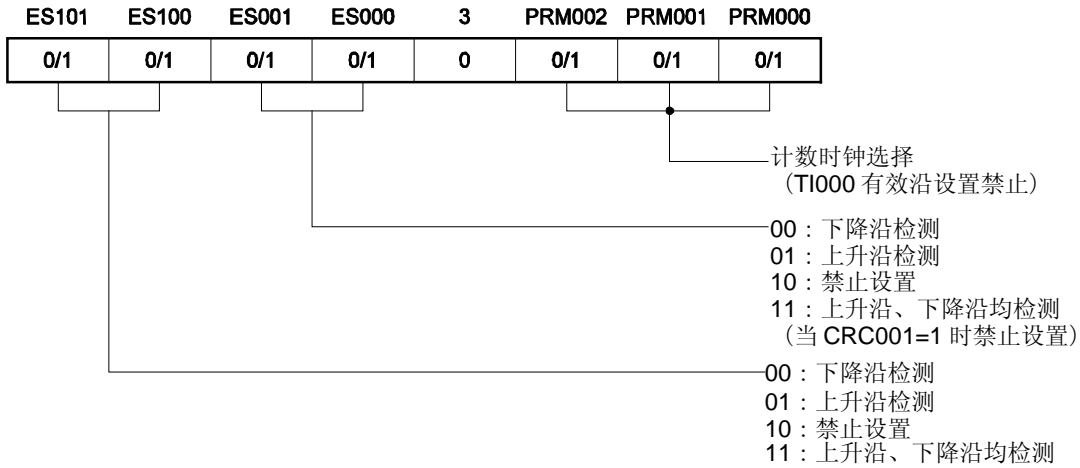 ES101 ES100 ES001 ES000 3 PRM002 PRM001 PRM000
0/1 0/1 0/1 0/1 0 0/1 0/1 0/1
计数时钟选择
（TI000 有效沿设置禁止）
00：下降沿检测
01：上升沿检测
10：禁止设置
11：上升沿、下降沿均检测
（当 CRC001=1 时禁止设置）
00：下降沿检测
01：上升沿检测
10：禁止设置
11：上升沿、下降沿均检测